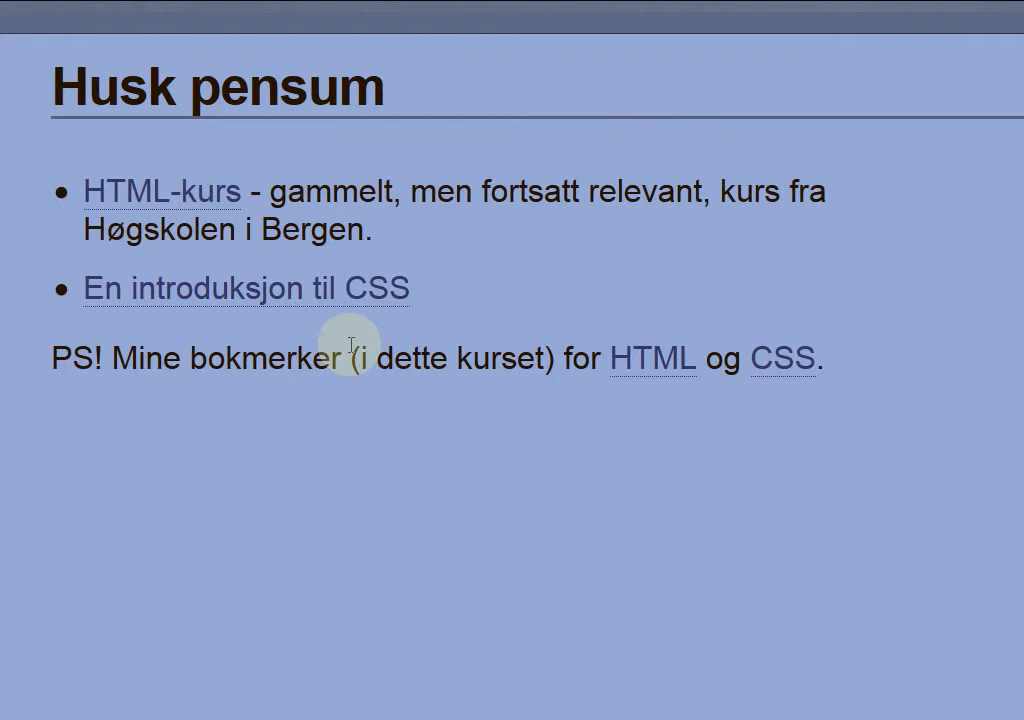 Husk pensum
HTML-kurs - gammelt, men fortsatt relevant, kurs fra
Høgskolen i Bergen.
En introduksjon til CSS
PS! Mine bokmerker (i dette kurset) for HTML og CSS.